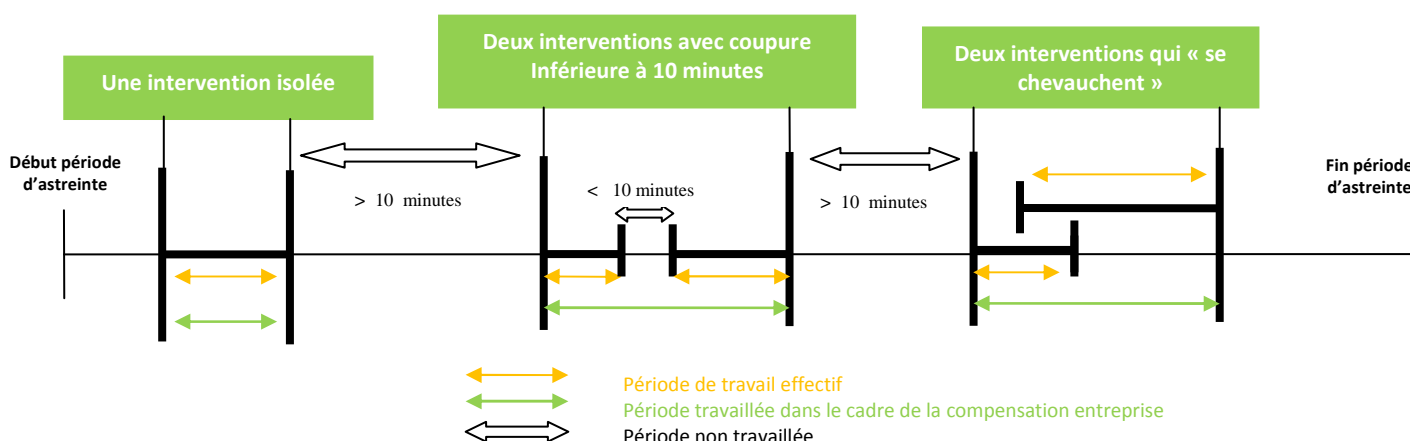 Une intervention isolée
Deux interventions avec coupure
Inférieure à 10 minutes
Deux interventions qui « se
chevauchent »
Début période
d'astreinte
> 10 minutes
< 10 minutes
> 10 minutes
Fin période
d'astreinte
Période de travail effectif
Période travaillée dans le cadre de la compensation entreprise
Période non travaillée